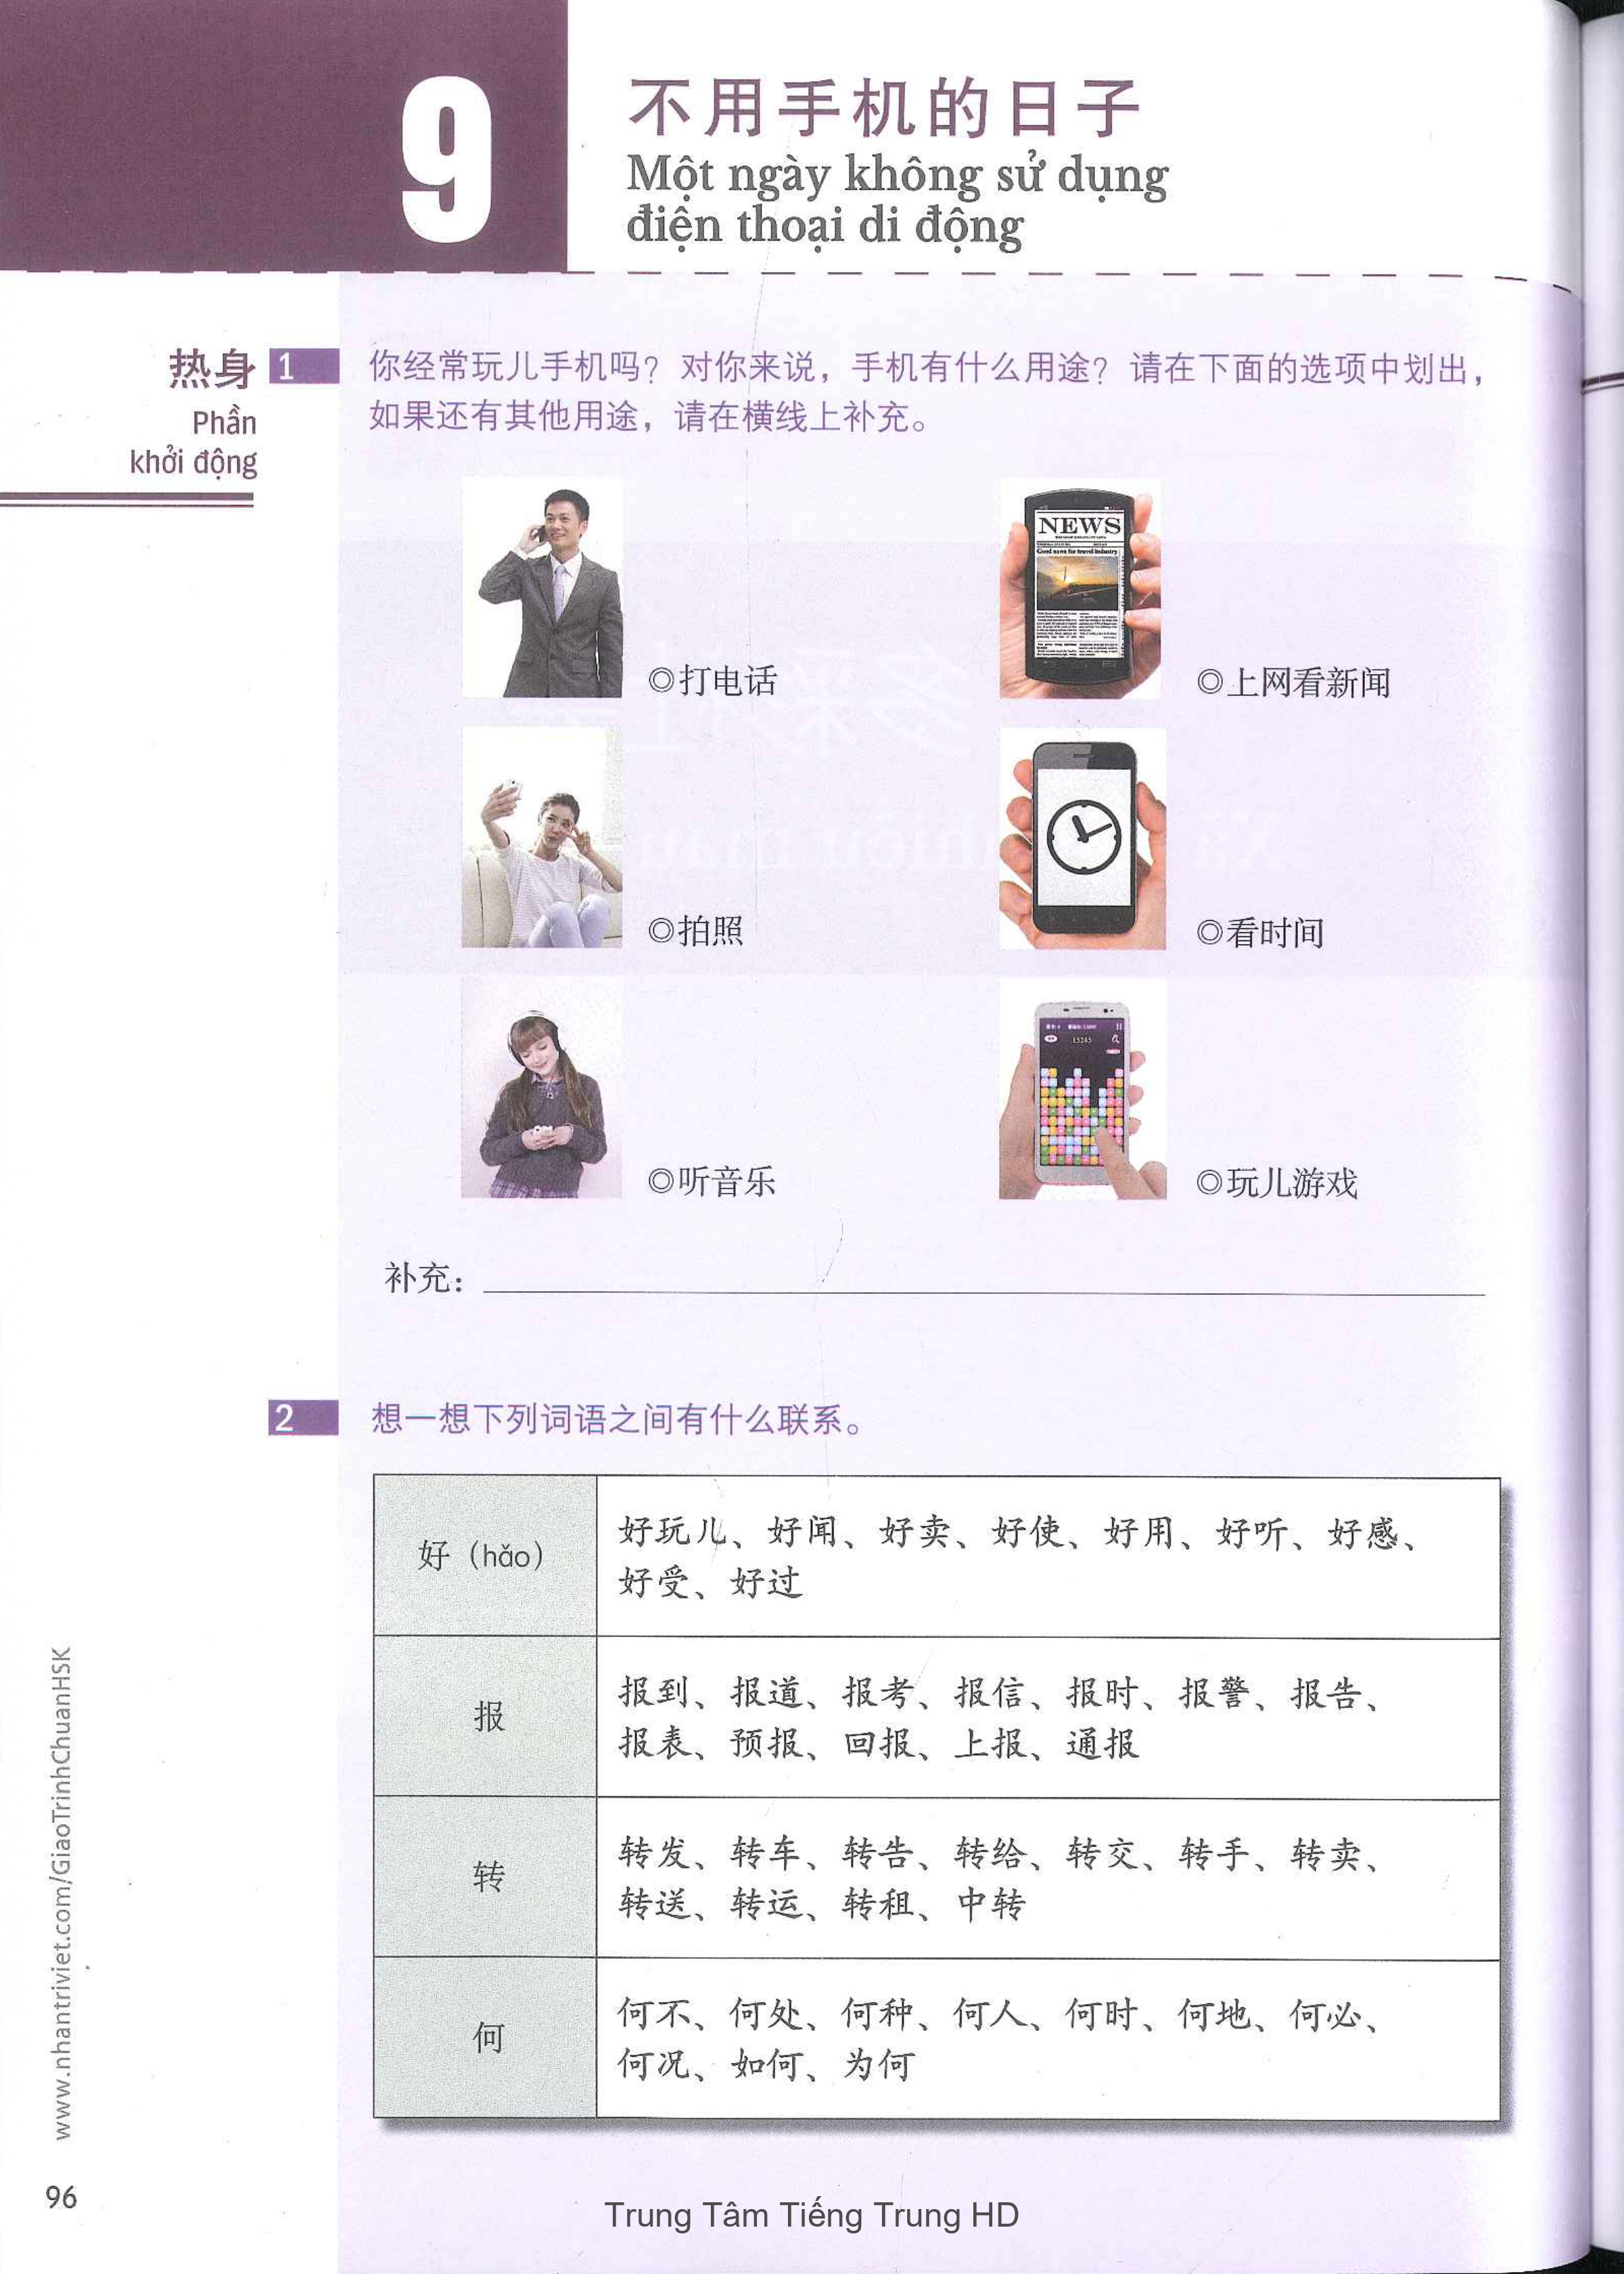 9
不用手机的日子
Một ngày không sử dụng
điện thoại di động
热身
Phần
khởi động
1
你经常玩儿手机吗？对你来说，手机有什么用途？请在下面的选项中划出，
如果还有其他用途，请在横线上补充。
NEWS
Good news for travel industry
◎打电话
◎上网看新闻
◎拍照
◎看时间
15245
◎听音乐
◎玩儿游戏
补充：
2
想一想下列词语之间有什么联系。
好（hǎo）
好玩儿、好闻、好卖、好使、好用、好听、好感、
好受、好过
报
报到、报道、报考、报信、报时、报警、报告、
报表、预报、回报、上报、通报
转
转发、转车、转告、转给、转交、转手、转卖、
转送、转运、转租、中转
何
何不、何处、何种、何人、何时、何地、何必、
何况、如何、为何
www.nhantriviet.com/GiaoTrinhChuanHSK
96
Trung Tâm Tiếng Trung HD